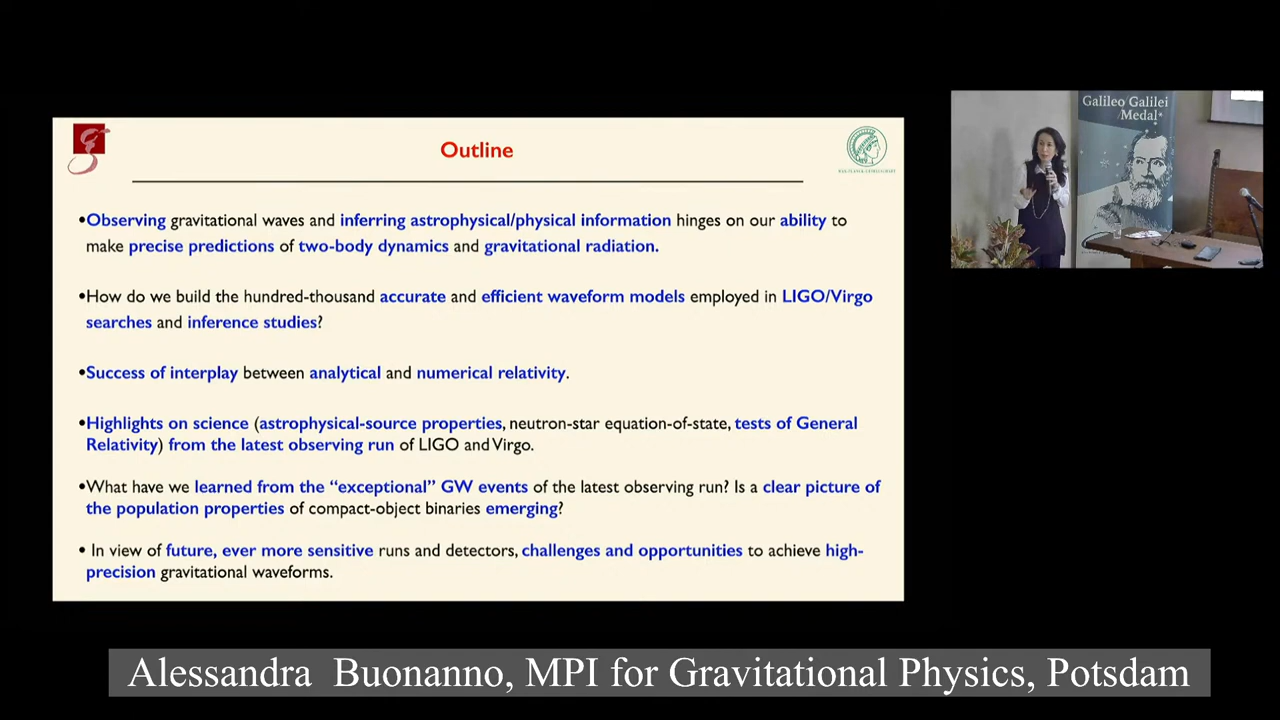 Outline
•Observing gravitational waves and inferring astrophysical/physical information hinges on our ability to
make precise predictions of two-body dynamics and gravitational radiation.
•How do we build the hundred-thousand accurate and efficient waveform models employed in LIGO/Virgo
searches and inference studies?
•Success of interplay between analytical and numerical relativity.
•Highlights on science (astrophysical-source properties, neutron-star equation-of-state, tests of General
Relativity) from the latest observing run of LIGO and Virgo.
•What have we learned from the “exceptional” GW events of the latest observing run? Is a clear picture of
the population properties of compact-object binaries emerging?
• In view of future, ever more sensitive runs and detectors, challenges and opportunities to achieve high-
precision gravitational waveforms.
Galileo Galilei
Medal*
Alessandra Buonanno, MPI for Gravitational Physics, Potsdam